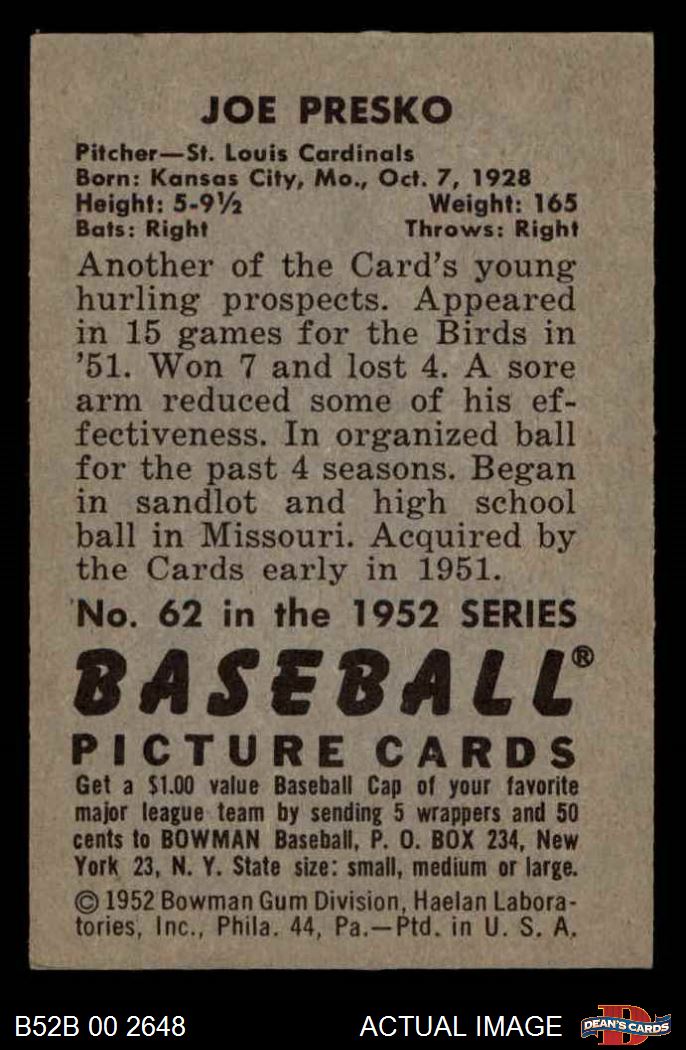 JOE PRESKO
Pitcher—St. Louis Cardinals
Born: Kansas City, Mo., Oct. 7, 1928
Height: 5-9½ Weight: 165
Bats: Right Throws: Right
Another of the Card's young
hurling prospects. Appeared
in 15 games for the Birds in
'51. Won 7 and lost 4. A sore
arm reduced some of his ef-
fectiveness. In organized ball
for the past 4 seasons. Began
in sandlot and high school
ball in Missouri. Acquired by
the Cards early in 1951.
No. 62 in the 1952 SERIES
BASEBALL®
PICTURE CARDS
Get a $1.00 value Baseball Cap of your favorite
major league team by sending 5 wrappers and 50
cents to BOWMAN Baseball, P. O. BOX 234, New
York 23, N. Y. State size: small, medium or large.
© 1952 Bowman Gum Division, Haelan Labora-
tories, Inc., Phila. 44, Pa.—Ptd. in U. S. A.
B52B 00 2648 ACTUAL IMAGE D DEAN'S CARDS